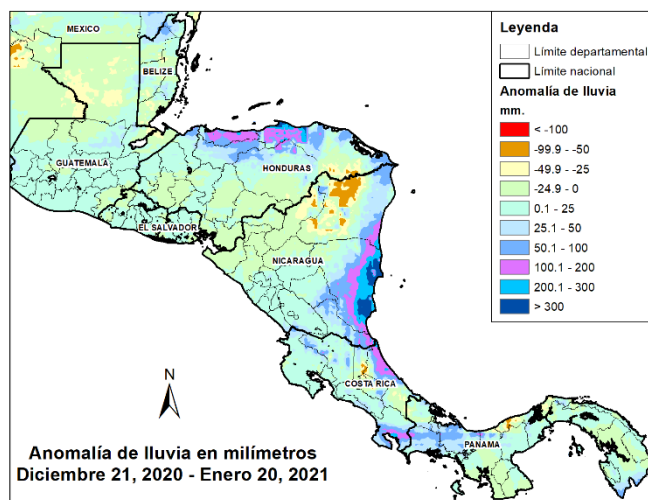 MEXICO
BELIZE
GUATEMALA
HONDURAS
EL SALVADOR
NICARAGUA
COSTA RICA
PANAMA
N
Anomalía de lluvia en milímetros
Diciembre 21, 2020 - Enero 20, 2021
Leyenda
Límite departamental
Límite nacional
Anomalía de lluvia
mm.
< -100
-99.9 - -50
-49.9 - -25
-24.9 - 0
0.1 - 25
25.1 - 50
50.1 - 100
100.1 - 200
200.1 - 300
> 300